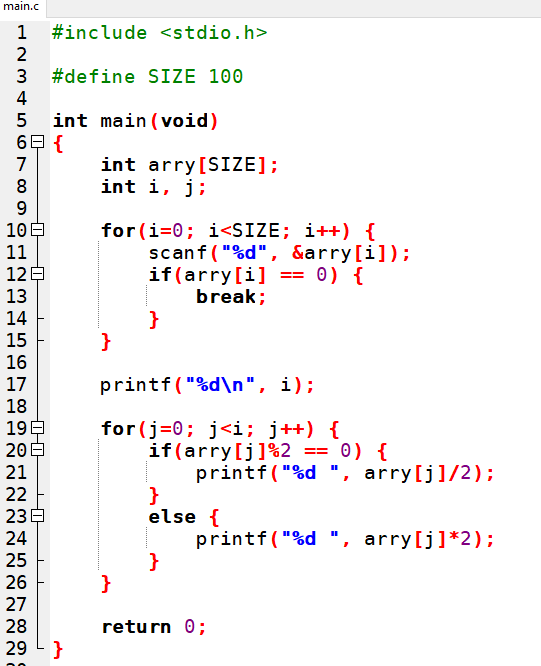 main.c
1 #include <stdio.h>
2
3 #define SIZE 100
4
5 int main(void)
6 {
7     int arry[SIZE];
8     int i, j;
9
10     for(i=0; i<SIZE; i++) {
11         scanf("%d", &arry[i]);
12         if(arry[i] == 0) {
13             break;
14         }
15     }
16
17     printf("%d\n", i);
18
19     for(j=0; j<i; j++) {
20         if(arry[j]%2 == 0) {
21             printf("%d ", arry[j]/2);
22         }
23         else {
24             printf("%d ", arry[j]*2);
25         }
26     }
27
28     return 0;
29 }